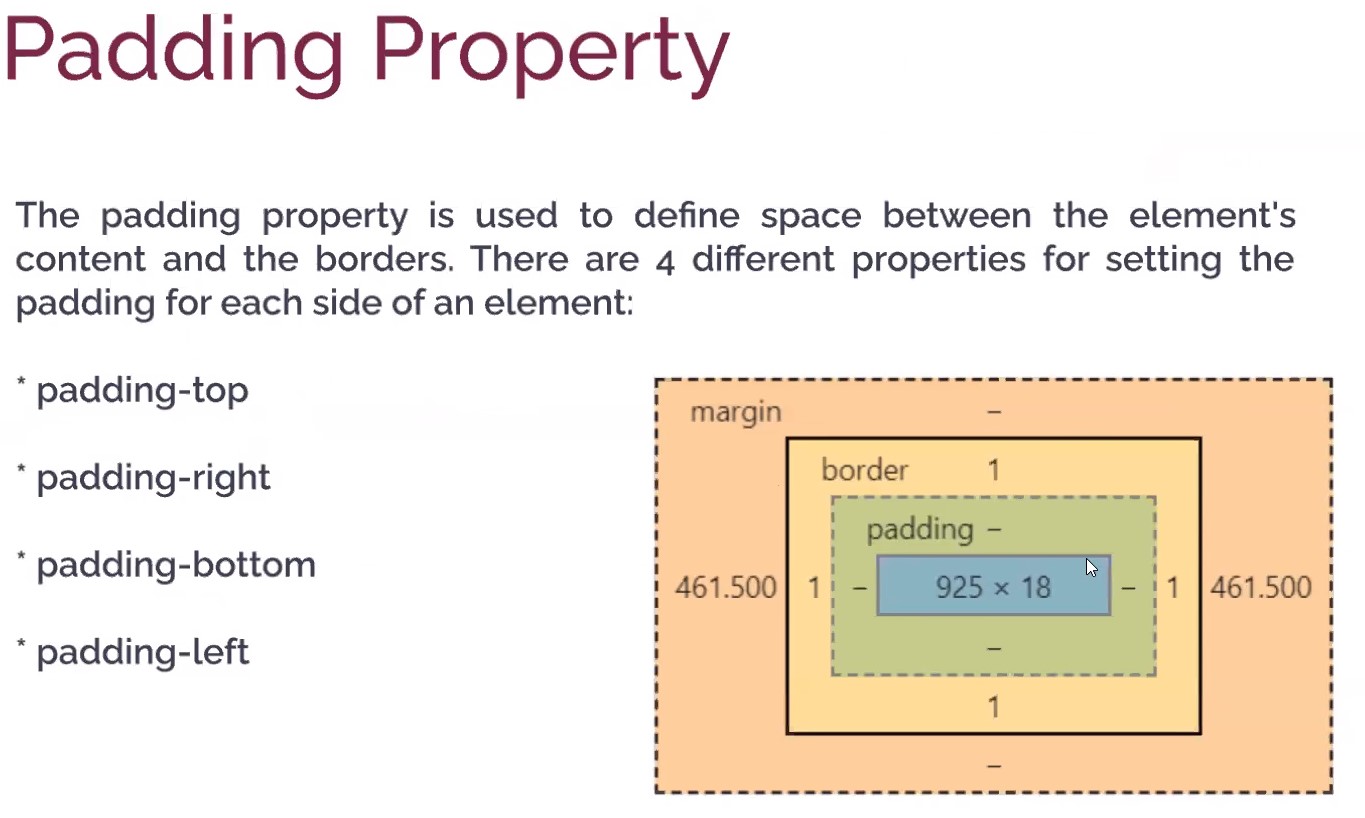 Padding Property
The padding property is used to define space between the element's
content and the borders. There are 4 different properties for setting the
padding for each side of an element:
* padding-top
* padding-right
* padding-bottom
* padding-left
margin –
border 1
padding –
461.500 1 – 925 × 18 – 1 461.500
–
1
–